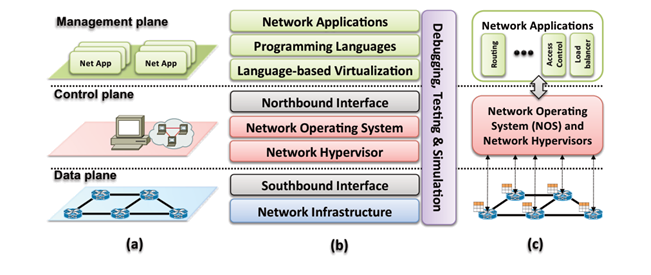 Management plane
Net App
Net App
Control plane
Data plane
(a)
Network Applications
Programming Languages
Language-based Virtualization
Northbound Interface
Network Operating System
Network Hypervisor
Southbound Interface
Network Infrastructure
Debugging, Testing & Simulation
(b)
Network Applications
Routing
Access
Control
Load
balancer
Network Operating
System (NOS) and
Network Hypervisors
(c)